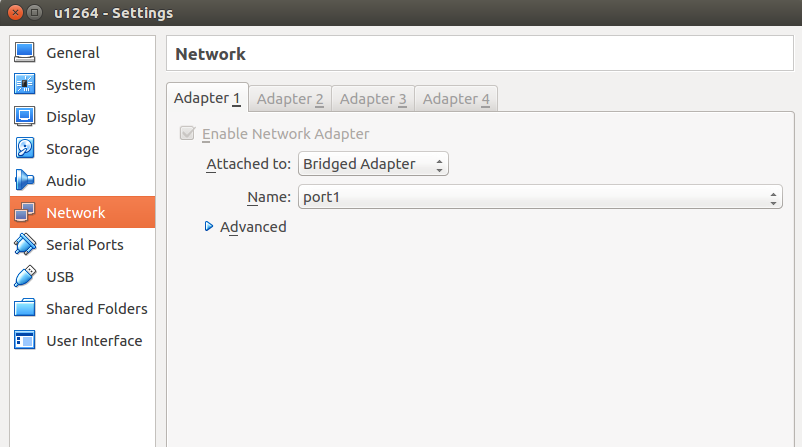 u1264 - Settings
General
System
Display
Storage
Audio
Network
Serial Ports
USB
Shared Folders
User Interface
Network
Adapter 1 Adapter 2 Adapter 3 Adapter 4
Enable Network Adapter
Attached to: Bridged Adapter
Name: port1
Advanced